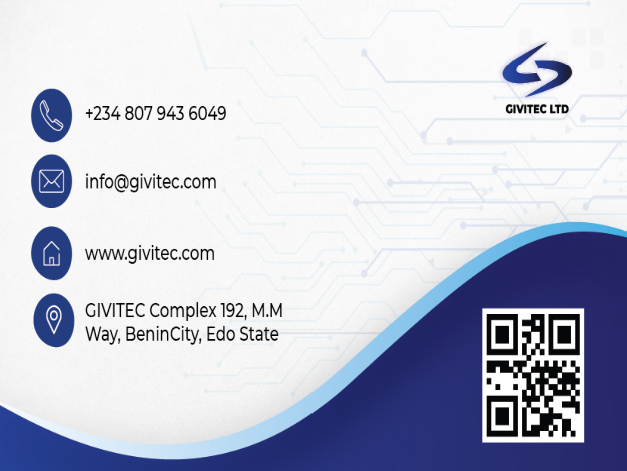 GIVITEC LTD
+234 807 943 6049
info@givitec.com
www.givitec.com
GIVITEC Complex 192, M.M
Way, BeninCity, Edo State